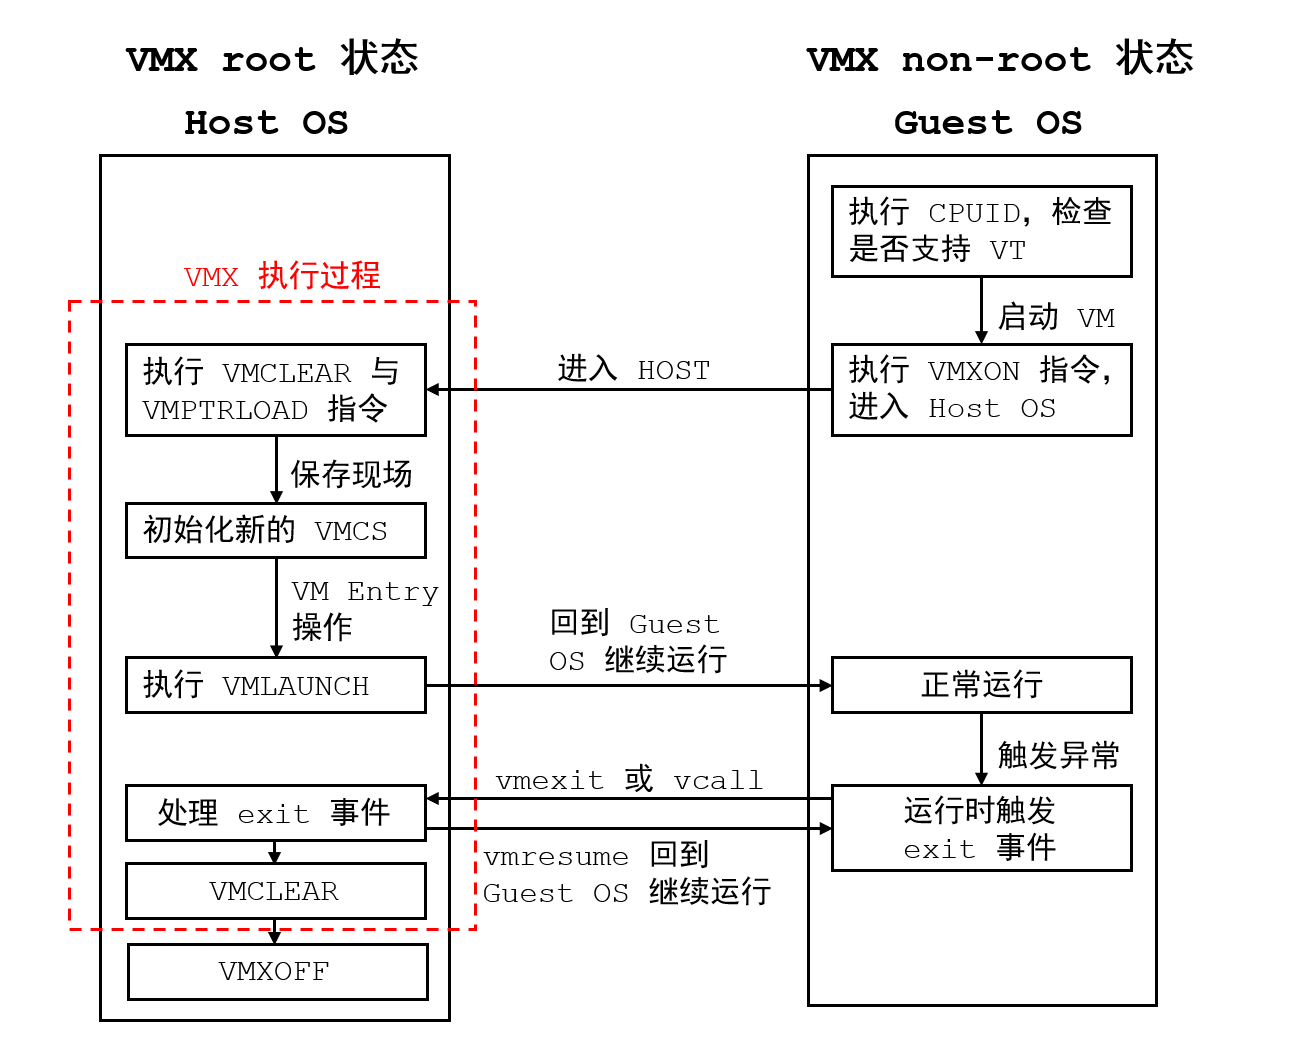 VMX root 状态
Host OS
VMX non-root 状态
Guest OS
执行 CPUID，检查
是否支持 VT
启动 VM
执行 VMXON 指令，
进入 Host OS
进入 HOST
VMX 执行过程
执行 VMCLEAR 与
VMPTRLOAD 指令
保存现场
初始化新的 VMCS
VM Entry
操作
执行 VMLAUNCH
回到 Guest
OS 继续运行
正常运行
触发异常
运行时触发
exit 事件
vmexit 或 vcall
处理 exit 事件
vmresume 回到
Guest OS 继续运行
VMCLEAR
VMXOFF